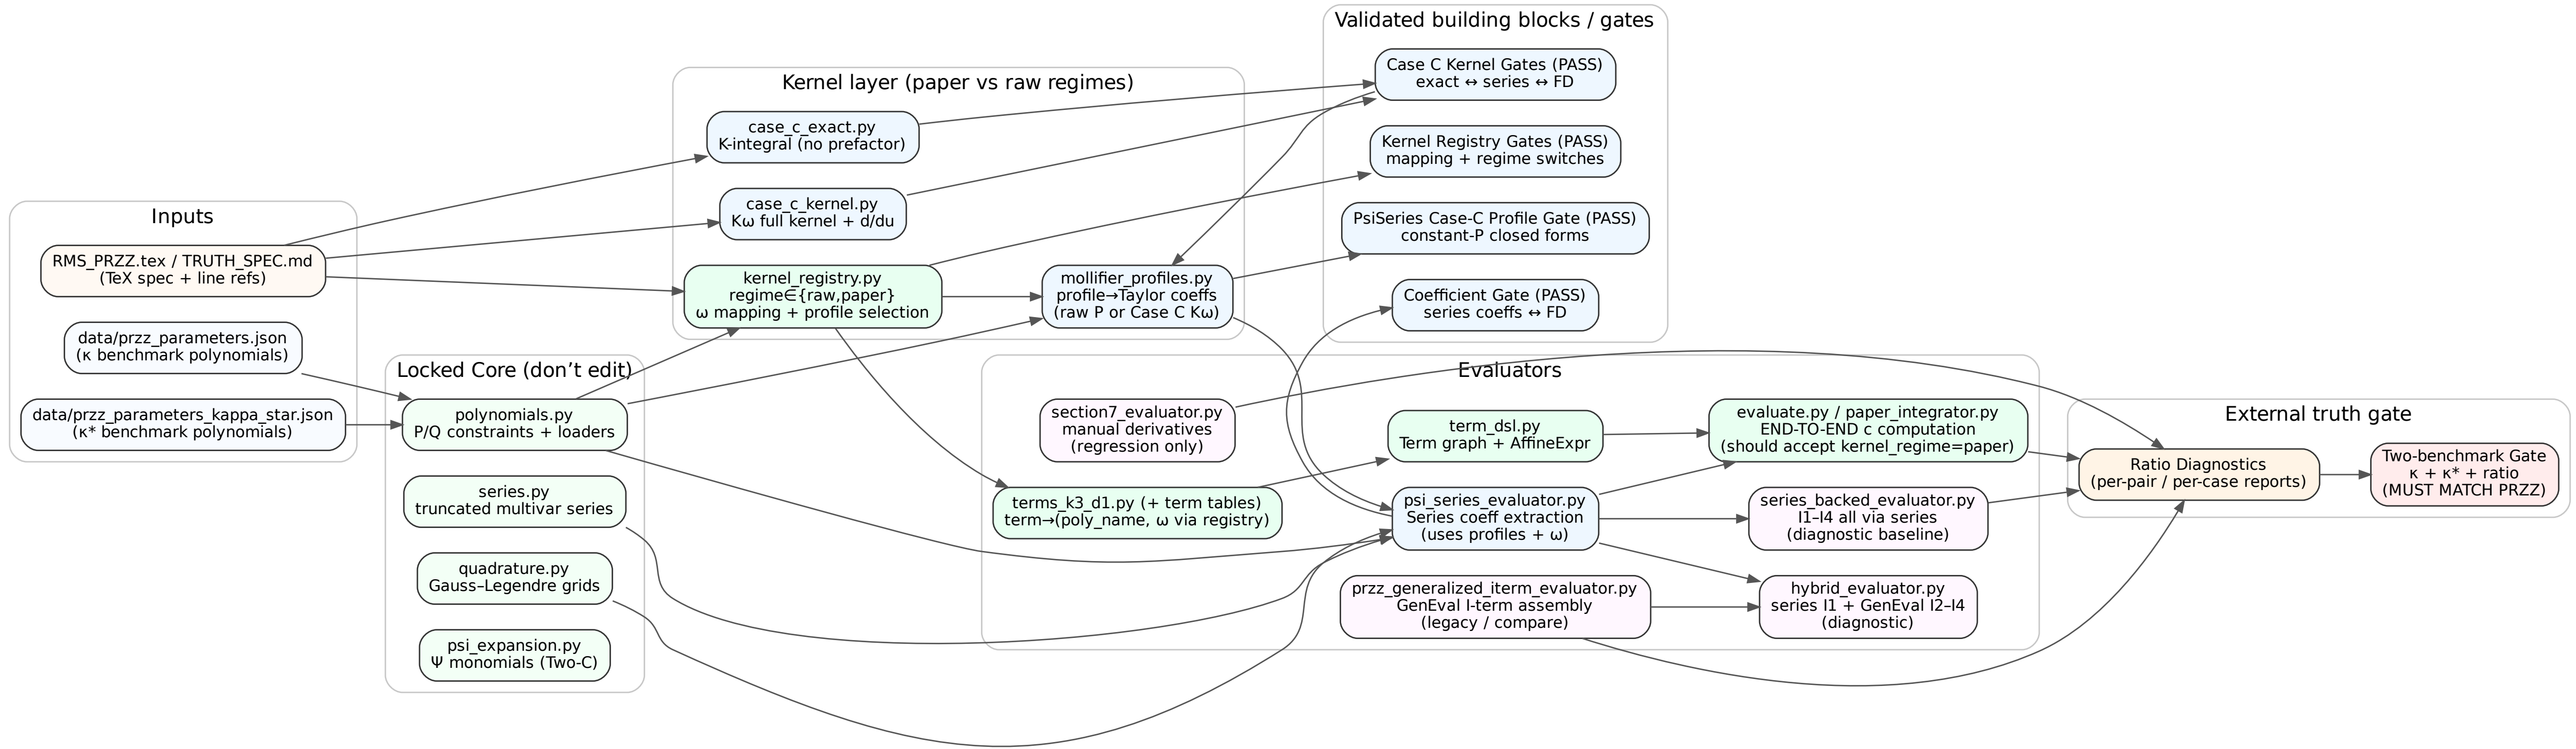 Inputs
RMS_PRZZ.tex / TRUTH_SPEC.md
(TeX spec + line refs)
data/przz_parameters.json
(κ benchmark polynomials)
data/przz_parameters_kappa_star.json
(κ* benchmark polynomials)
Locked Core (don’t edit)
polynomials.py
P/Q constraints + loaders
series.py
truncated multivar series
quadrature.py
Gauss–Legendre grids
psi_expansion.py
Ψ monomials (Two-C)
Kernel layer (paper vs raw regimes)
case_c_exact.py
K-integral (no prefactor)
case_c_kernel.py
Kω full kernel + d/du
kernel_registry.py
regime∈{raw,paper}
ω mapping + profile selection
mollifier_profiles.py
profile→Taylor coeffs
(raw P or Case C Kω)
Validated building blocks / gates
Case C Kernel Gates (PASS)
exact ↔ series ↔ FD
Kernel Registry Gates (PASS)
mapping + regime switches
PsiSeries Case-C Profile Gate (PASS)
constant-P closed forms
Coefficient Gate (PASS)
series coeffs ↔ FD
Evaluators
section7_evaluator.py
manual derivatives
(regression only)
terms_k3_d1.py (+ term tables)
term→(poly_name, ω via registry)
term_dsl.py
Term graph + AffineExpr
psi_series_evaluator.py
Series coeff extraction
(uses profiles + ω)
przz_generalized_iterm_evaluator.py
GenEval I-term assembly
(legacy / compare)
evaluate.py / paper_integrator.py
END-TO-END c computation
(should accept kernel_regime=paper)
series_backed_evaluator.py
I1–I4 all via series
(diagnostic baseline)
hybrid_evaluator.py
series I1 + GenEval I2–I4
(diagnostic)
External truth gate
Ratio Diagnostics
(per-pair / per-case reports)
Two-benchmark Gate
κ + κ* + ratio
(MUST MATCH PRZZ)